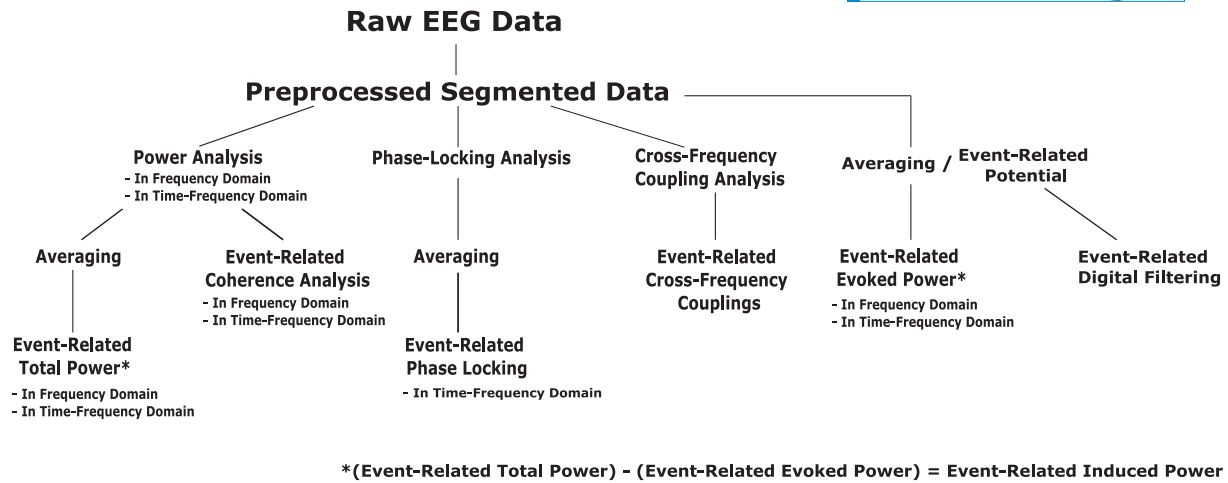 Raw EEG Data
Preprocessed Segmented Data
Power Analysis
- In Frequency Domain
- In Time-Frequency Domain
Phase-Locking Analysis
Cross-Frequency
Coupling Analysis
Averaging / Event-Related
Potential
Averaging
Event-Related
Coherence Analysis
- In Frequency Domain
- In Time-Frequency Domain
Averaging
Event-Related
Cross-Frequency
Couplings
Event-Related
Evoked Power*
- In Frequency Domain
- In Time-Frequency Domain
Event-Related
Digital Filtering
Event-Related
Total Power*
- In Frequency Domain
- In Time-Frequency Domain
Event-Related
Phase Locking
- In Time-Frequency Domain
*(Event-Related Total Power) - (Event-Related Evoked Power) = Event-Related Induced Power